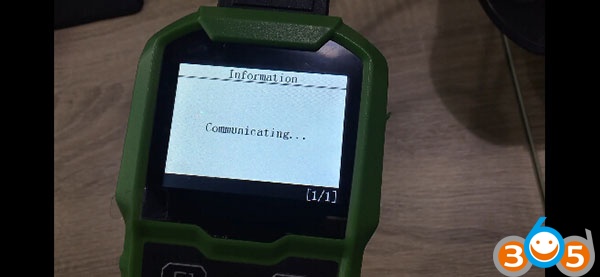 Information
Communicating...
[1/1]
365